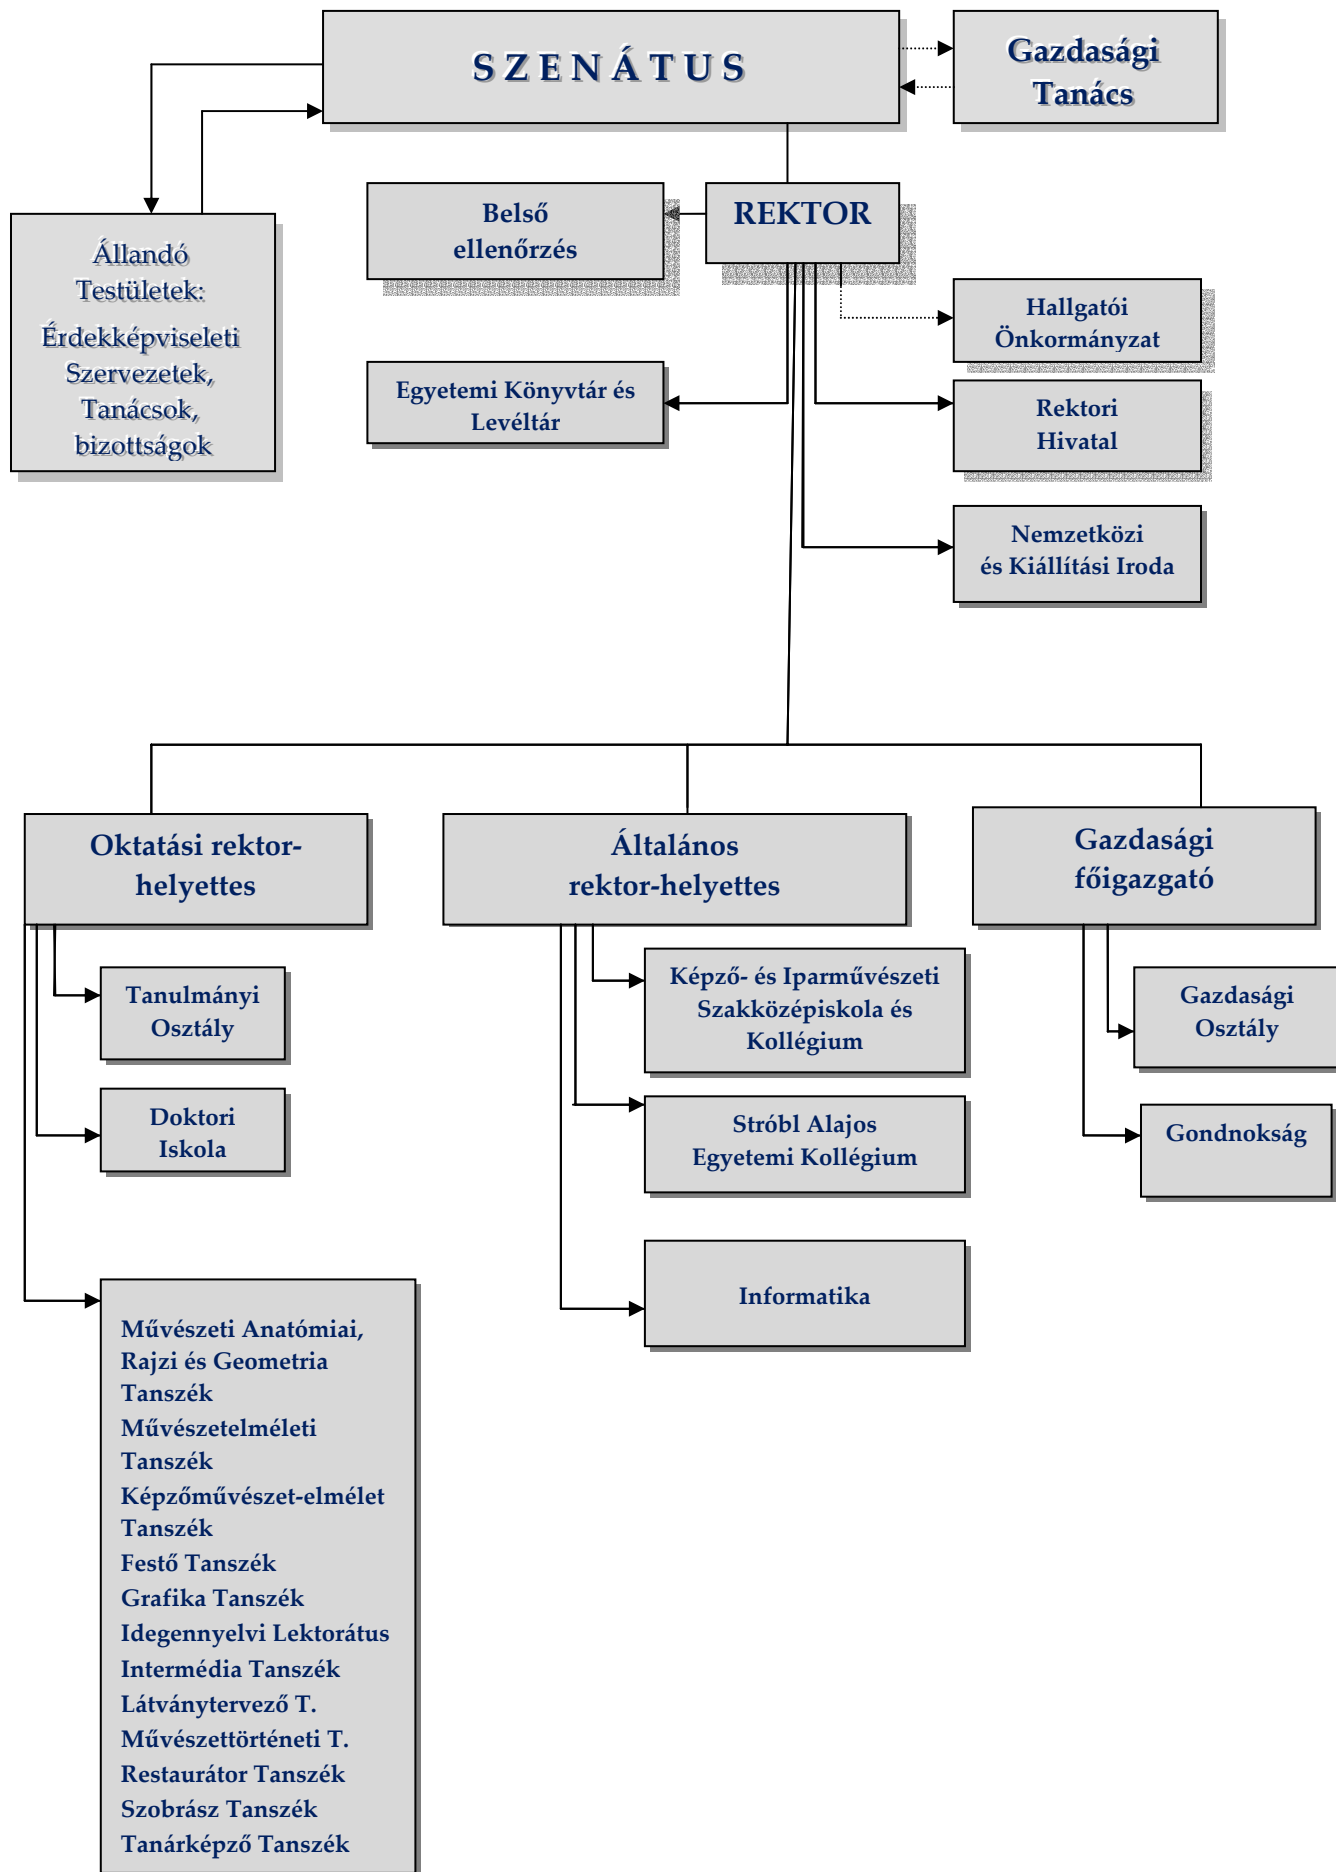 S Z E N Á T U S
Gazdasági
Tanács
Belső
ellenőrzés
REKTOR
Állandó
Testületek:
Érdekképviseleti
Szervezetek,
Tanácsok,
bizottságok
Hallgatói
Önkormányzat
Egyetemi Könyvtár és
Levéltár
Rektori
Hivatal
Nemzetközi
és Kiállítási Iroda
Oktatási rektor-
helyettes
Általános
rektor-helyettes
Gazdasági
főigazgató
Tanulmányi
Osztály
Doktori
Iskola
Képző- és Iparművészeti
Szakközépiskola és
Kollégium
Stróbl Alajos
Egyetemi Kollégium
Informatika
Gazdasági
Osztály
Gondnokság
Művészeti Anatómiai,
Rajzi és Geometria
Tanszék
Művészetelméleti
Tanszék
Képzőművészet-elmélet
Tanszék
Festő Tanszék
Grafika Tanszék
Idegennyelvi Lektorátus
Intermédia Tanszék
Látványtervező T.
Művészettörténeti T.
Restaurátor Tanszék
Szobrász Tanszék
Tanárképző Tanszék